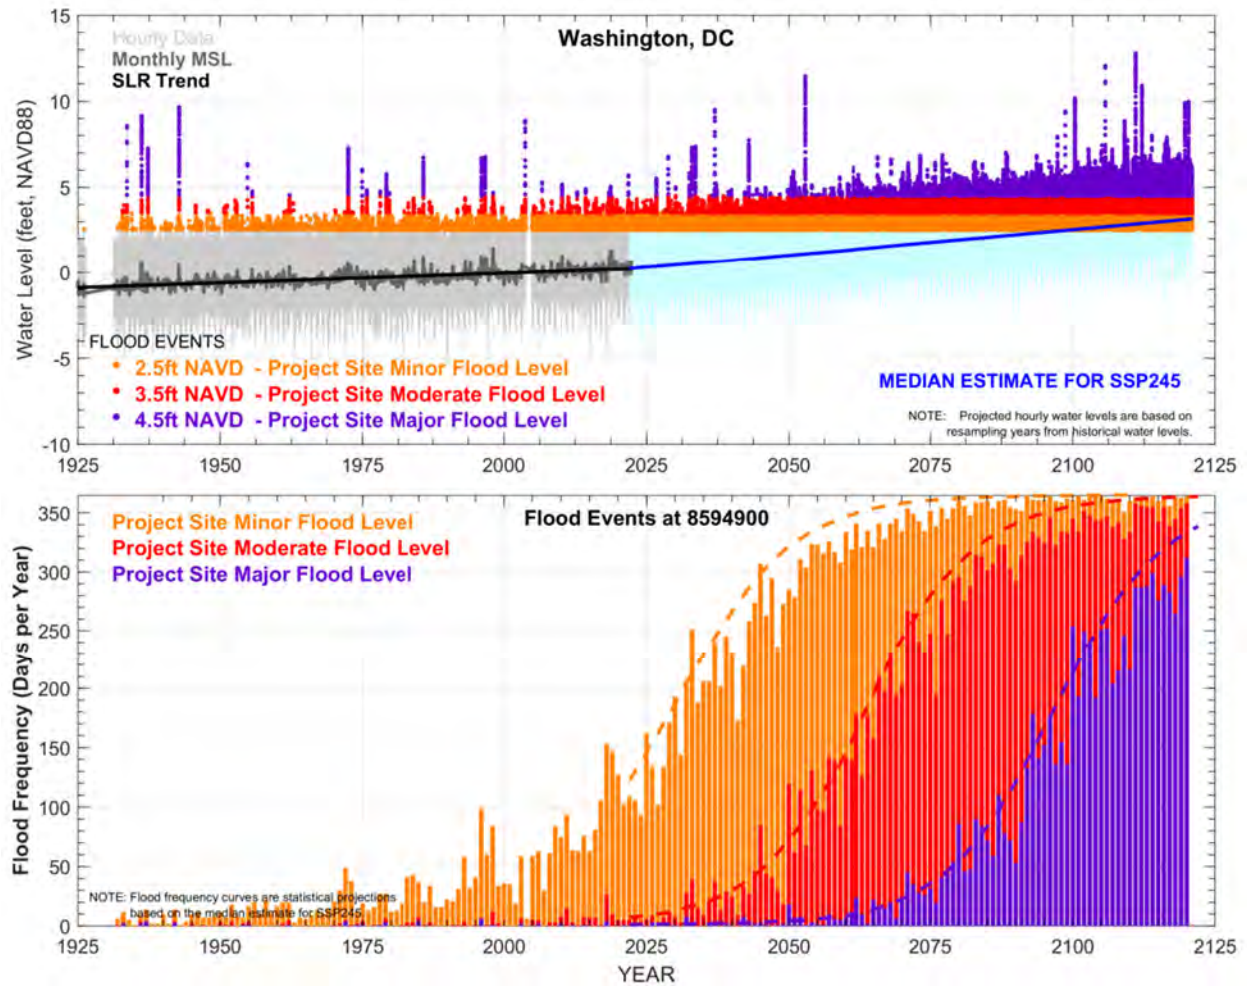 Washington, DC
Hourly Data
Monthly MSL
SLR Trend
Water Level (feet, NAVD88)
15
10
5
0
-5
-10
FLOOD EVENTS
2.5ft NAVD - Project Site Minor Flood Level
3.5ft NAVD - Project Site Moderate Flood Level
4.5ft NAVD - Project Site Major Flood Level
MEDIAN ESTIMATE FOR SSP245
NOTE: Projected hourly water levels are based on
resampling years from historical water levels.
1925 1950 1975 2000 2025 2050 2075 2100 2125
Flood Events at 8594900
Project Site Minor Flood Level
Project Site Moderate Flood Level
Project Site Major Flood Level
Flood Frequency (Days per Year)
350
300
250
200
150
100
50
0
NOTE: Flood frequency curves are statistical projections
based on the median estimate for SSP245
1925 1950 1975 2000 2025 2050 2075 2100 2125
YEAR